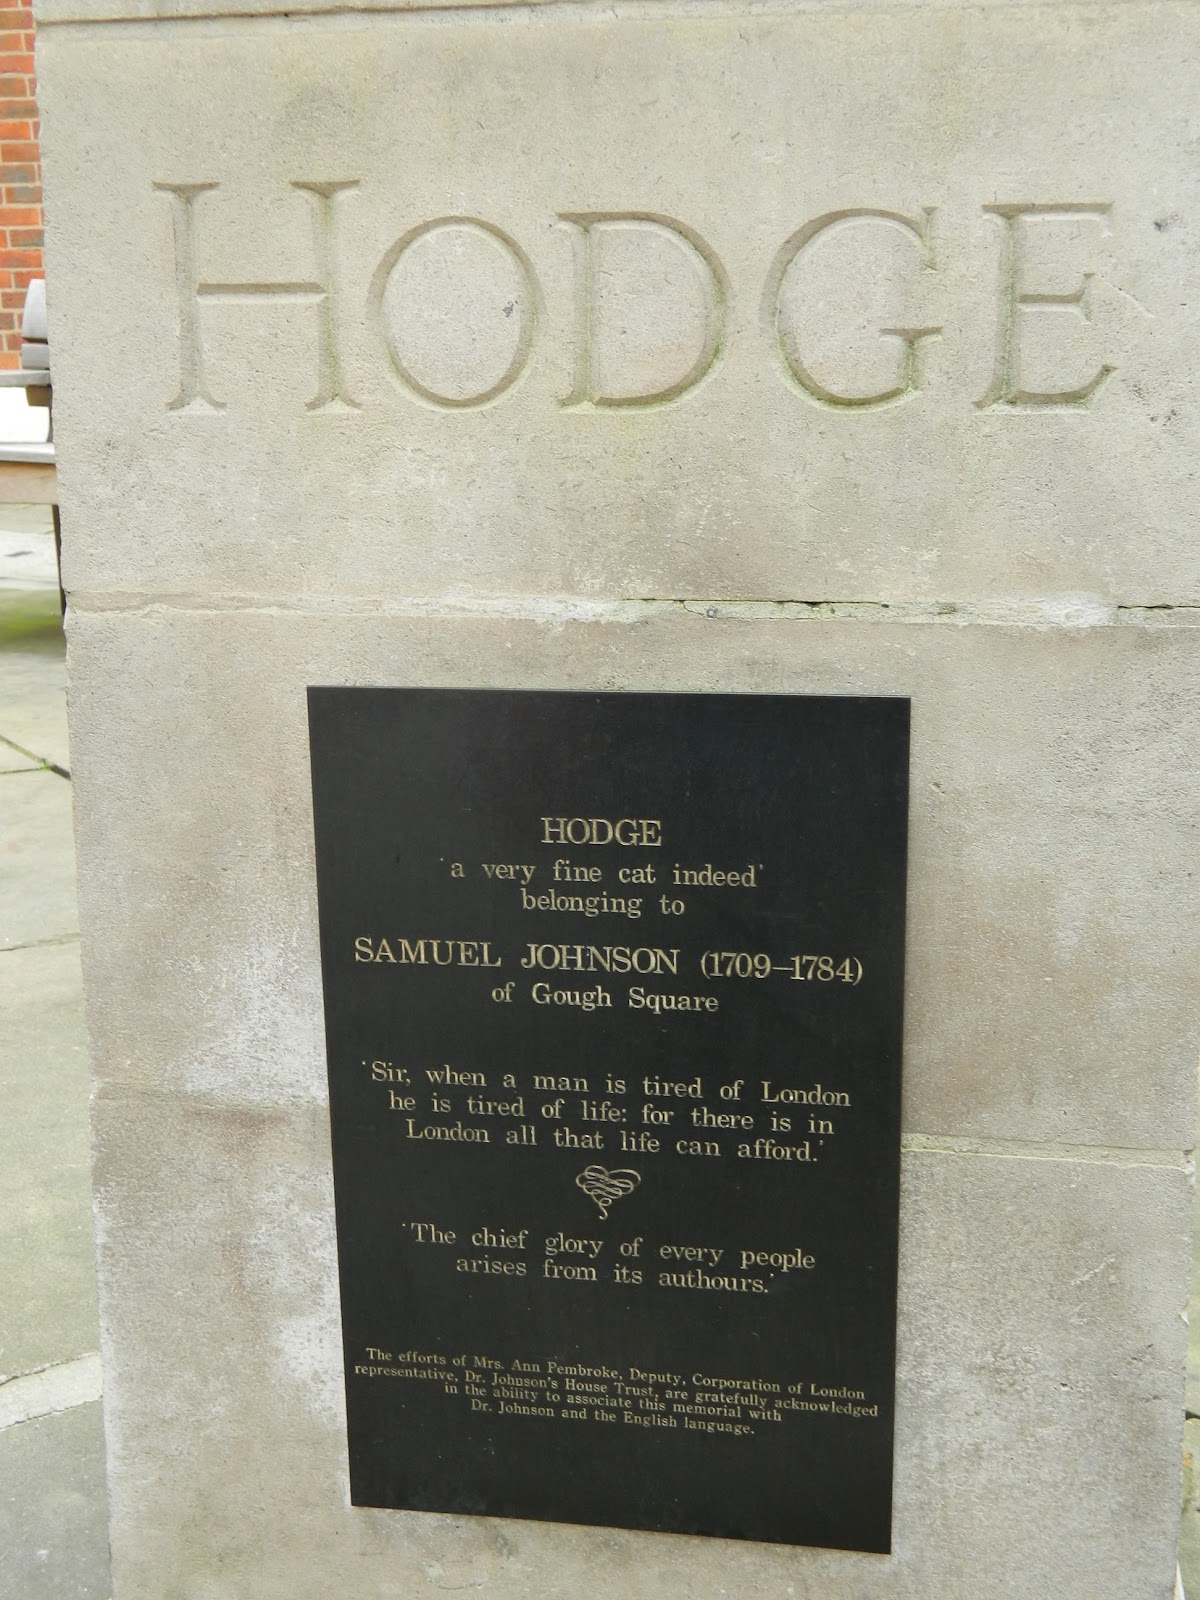 HODGE
HODGE
'a very fine cat indeed'
belonging to
SAMUEL JOHNSON (1709–1784)
of Gough Square
'Sir, when a man is tired of London
he is tired of life: for there is in
London all that life can afford.'
'The chief glory of every people
arises from its authours.'
The efforts of Mrs. Ann Pembroke, Deputy, Corporation of London
representative, Dr. Johnson's House Trust, are gratefully acknowledged
in the ability to associate this memorial with
Dr. Johnson and the English language.